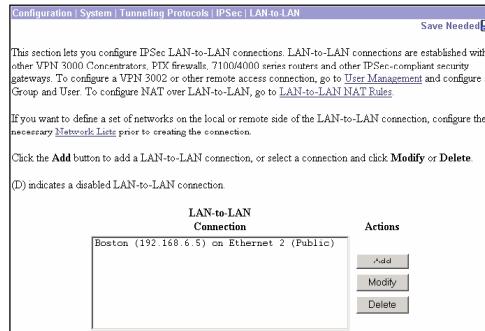 Configuration | System | Tunneling Protocols | IPSec | LAN-to-LAN
Save Needed
This section lets you configure IPSec LAN-to-LAN connections. LAN-to-LAN connections are established with
other VPN 3000 Concentrators, PIX firewalls, 7100/4000 series routers and other IPSec-compliant security
gateways. To configure a VPN 3002 or other remote access connection, go to User Management and configure
Group and User. To configure NAT over LAN-to-LAN, go to LAN-to-LAN NAT Rules.
If you want to define a set of networks on the local or remote side of the LAN-to-LAN connection, configure the
necessary Network Lists prior to creating the connection.
Click the Add button to add a LAN-to-LAN connection, or select a connection and click Modify or Delete.
(D) indicates a disabled LAN-to-LAN connection.
LAN-to-LAN
Connection Actions
Boston (192.168.6.5) on Ethernet 2 (Public)
Add
Modify
Delete